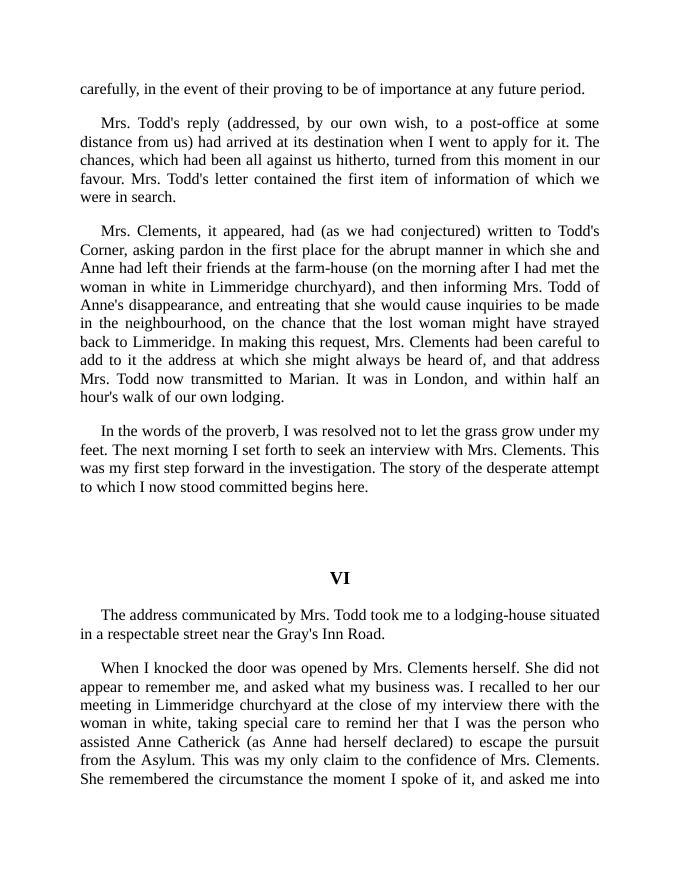 carefully, in the event of their proving to be of importance at any future period.
Mrs. Todd's reply (addressed, by our own wish, to a post-office at some
distance from us) had arrived at its destination when I went to apply for it. The
chances, which had been all against us hitherto, turned from this moment in our
favour. Mrs. Todd's letter contained the first item of information of which we
were in search.
Mrs. Clements, it appeared, had (as we had conjectured) written to Todd's
Corner, asking pardon in the first place for the abrupt manner in which she and
Anne had left their friends at the farm-house (on the morning after I had met the
woman in white in Limmeridge churchyard), and then informing Mrs. Todd of
Anne's disappearance, and entreating that she would cause inquiries to be made
in the neighbourhood, on the chance that the lost woman might have strayed
back to Limmeridge. In making this request, Mrs. Clements had been careful to
add to it the address at which she might always be heard of, and that address
Mrs. Todd now transmitted to Marian. It was in London, and within half an
hour's walk of our own lodging.
In the words of the proverb, I was resolved not to let the grass grow under my
feet. The next morning I set forth to seek an interview with Mrs. Clements. This
was my first step forward in the investigation. The story of the desperate attempt
to which I now stood committed begins here.
VI
The address communicated by Mrs. Todd took me to a lodging-house situated
in a respectable street near the Gray's Inn Road.
When I knocked the door was opened by Mrs. Clements herself. She did not
appear to remember me, and asked what my business was. I recalled to her our
meeting in Limmeridge churchyard at the close of my interview there with the
woman in white, taking special care to remind her that I was the person who
assisted Anne Catherick (as Anne had herself declared) to escape the pursuit
from the Asylum. This was my only claim to the confidence of Mrs. Clements.
She remembered the circumstance the moment I spoke of it, and asked me into